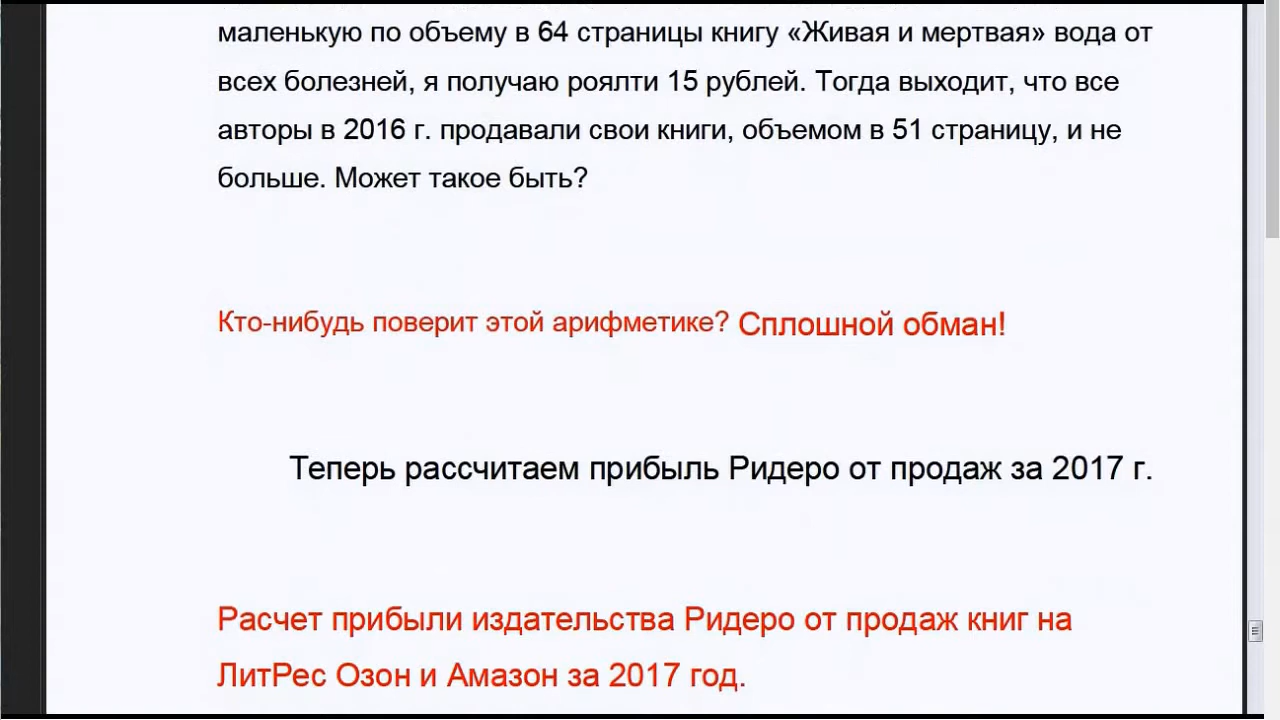 маленькую по объему в 64 страницы книгу «Живая и мертвая» вода от
всех болезней, я получаю роялти 15 рублей. Тогда выходит, что все
авторы в 2016 г. продавали свои книги, объемом в 51 страницу, и не
больше. Может такое быть?
Кто-нибудь поверит этой арифметике? Сплошной обман!
Теперь рассчитаем прибыль Ридеро от продаж за 2017 г.
Расчет прибыли издательства Ридеро от продаж книг на
ЛитРес Озон и Амазон за 2017 год.